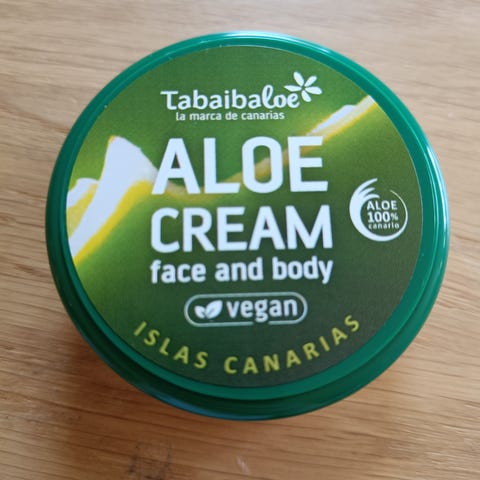 Tabaibaloe
la marca de canarias
ALOE
CREAM
face and body
vegan
ISLAS CANARIAS
ALOE
100%
canario